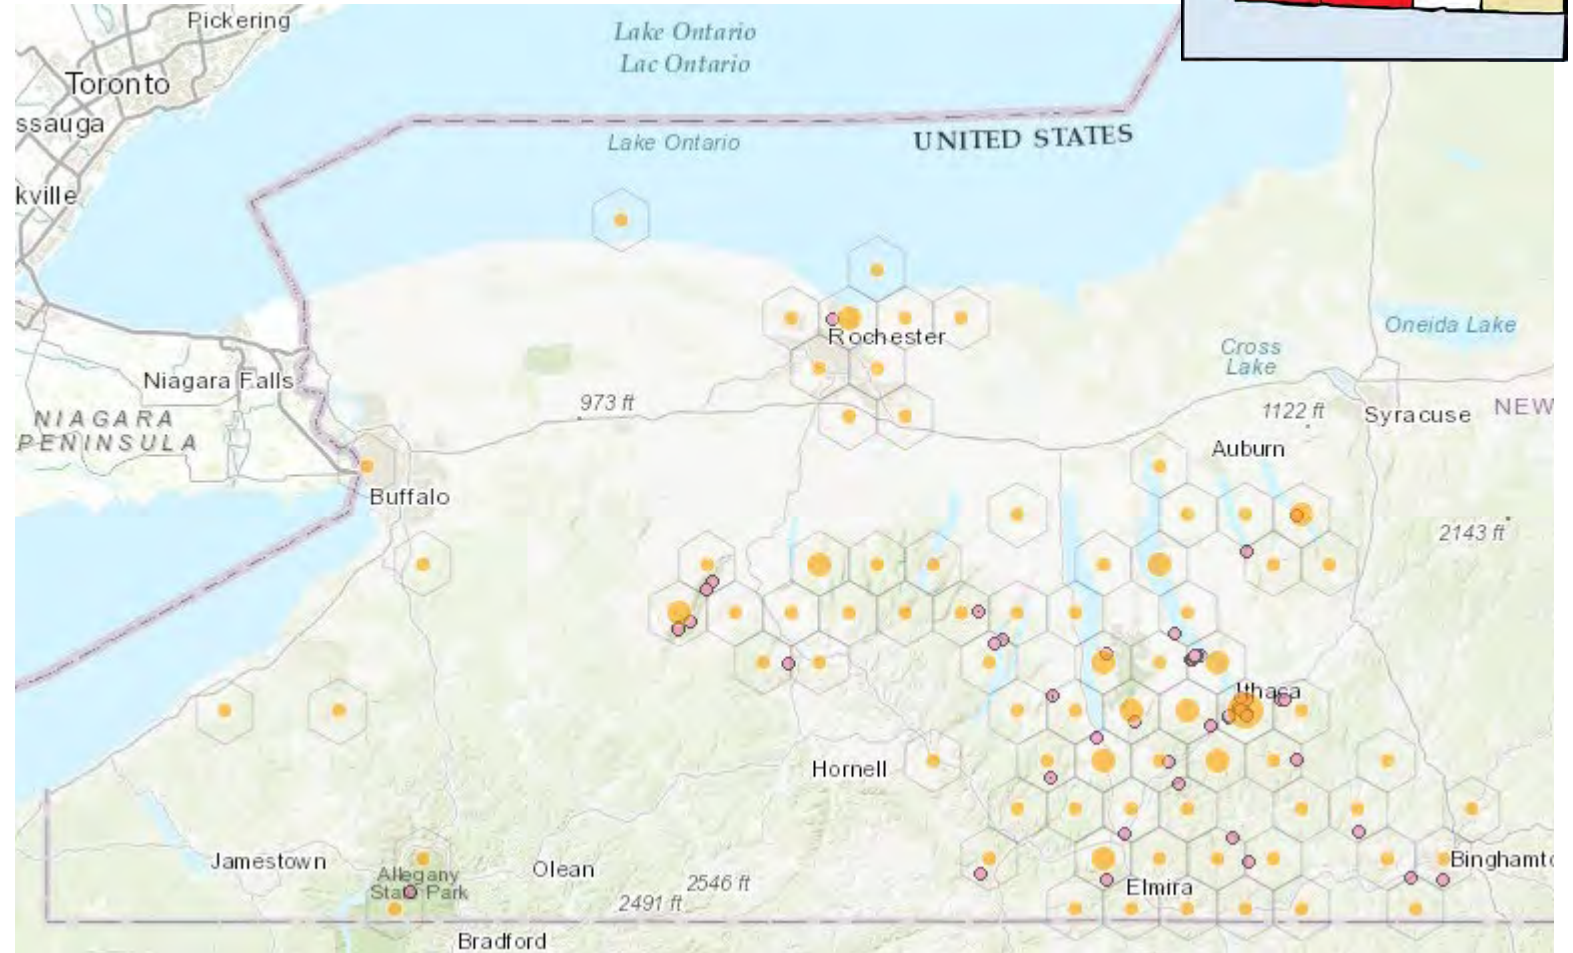 Pickering
Lake Ontario
Lac Ontario
Toronto
ssauga
Lake Ontario
UNITED STATES
kville
Oneida Lake
Rochester
Cross
Lake
Niagara Falls
973 ft
1122 ft
Syracuse
NEW
NIAGARA
PENINSULA
Auburn
Buffalo
2143 ft
Ithaca
Hornell
Jamestown
Allegany
State Park
Olean
2546 ft
2491 ft
Elmira
Binghamto
Bradford